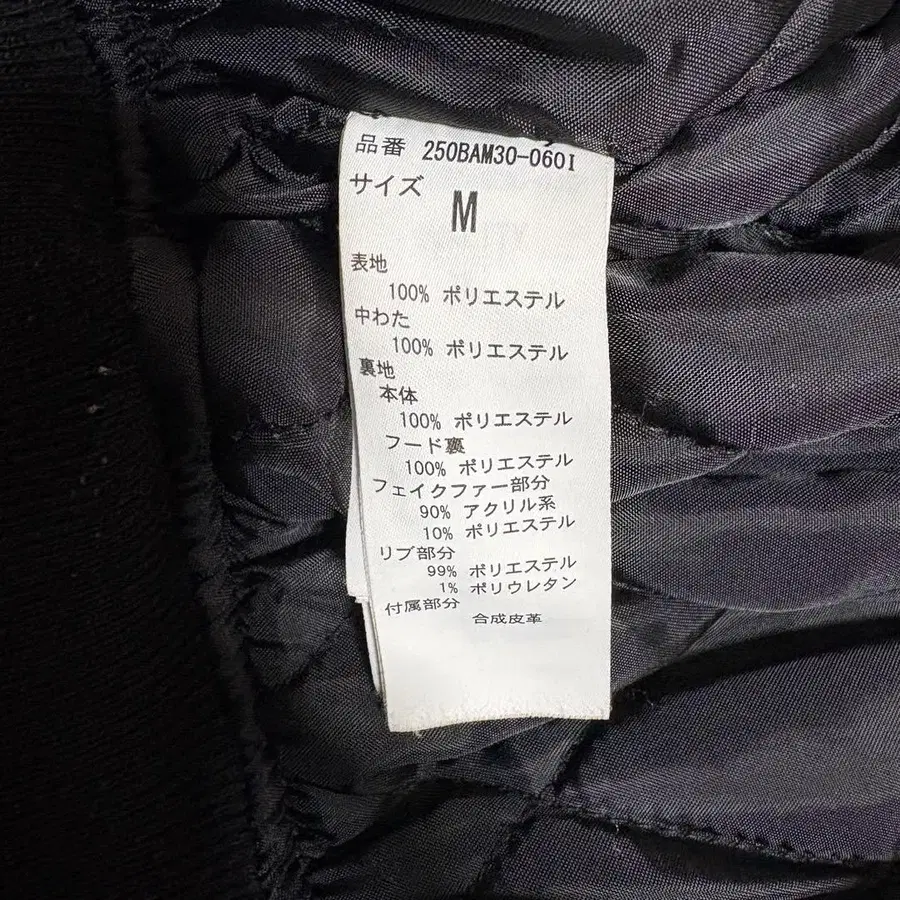 品番 250BAM30-060I
サイズ
M
表地
100% ポリエステル
中わた
100% ポリエステル
裏地
本体
100% ポリエステル
フード裏
100% ポリエステル
フェイクファー部分
90% アクリル系
10% ポリエステル
リブ部分
99% ポリエステル
1% ポリウレタン
付属部分
合成皮革